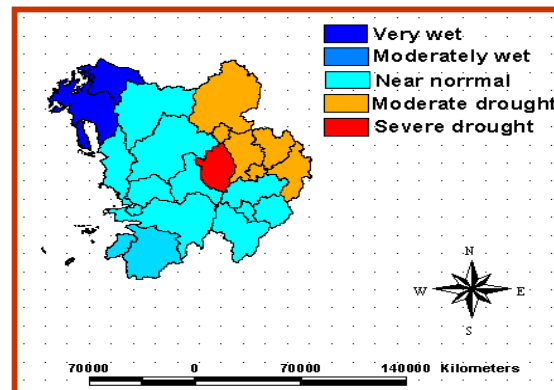 Very wet
Moderately wet
Near norrmal
Moderate drought
Severe drought
N
W E
S
70000 0 70000 140000 Kilometers